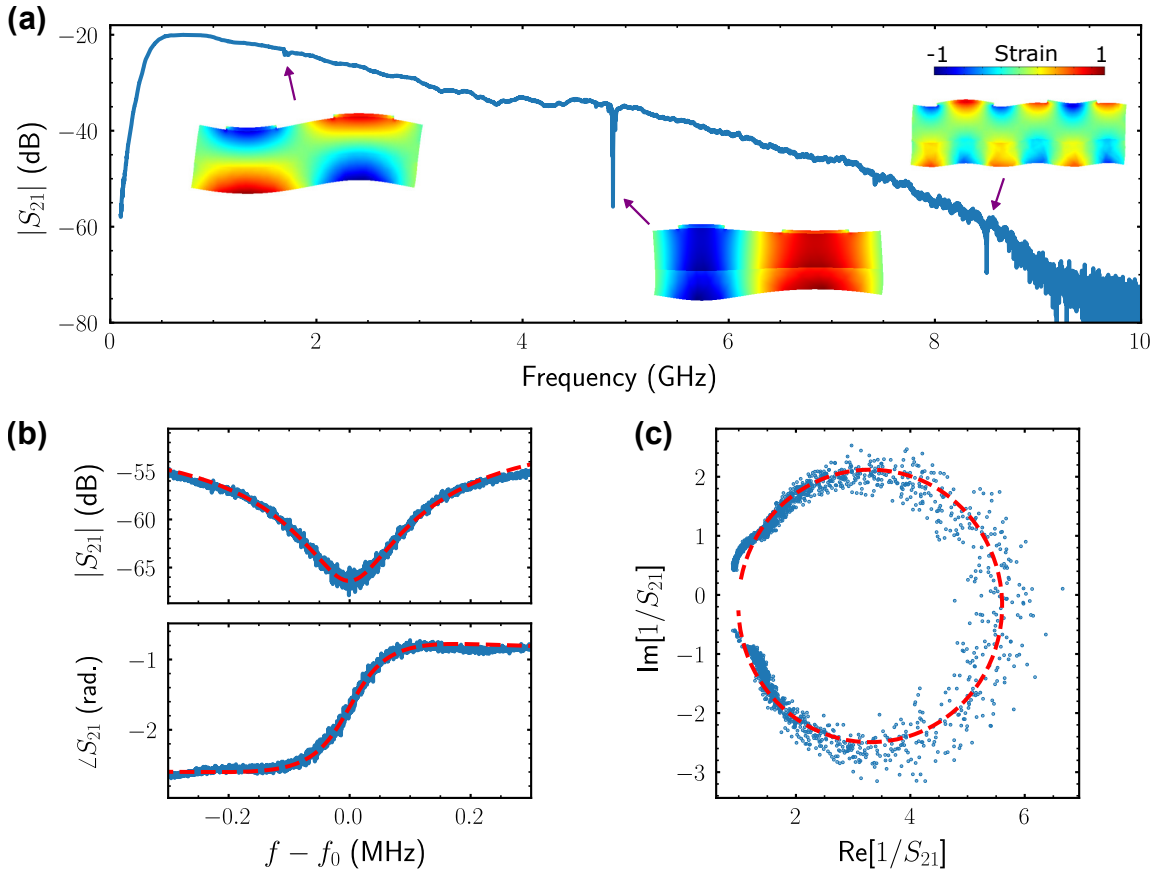 (a)
−20
−40
−60
−80
|S21| (dB)
0
2
4
6
8
10
Frequency (GHz)
-1 Strain 1
(b)
−55
−60
−65
|S21| (dB)
−1
−2
∠S21 (rad.)
−0.2
0.0
0.2
f − f0 (MHz)
(c)
2
1
0
−1
−2
−3
Im[1/S21]
2
4
6
Re[1/S21]